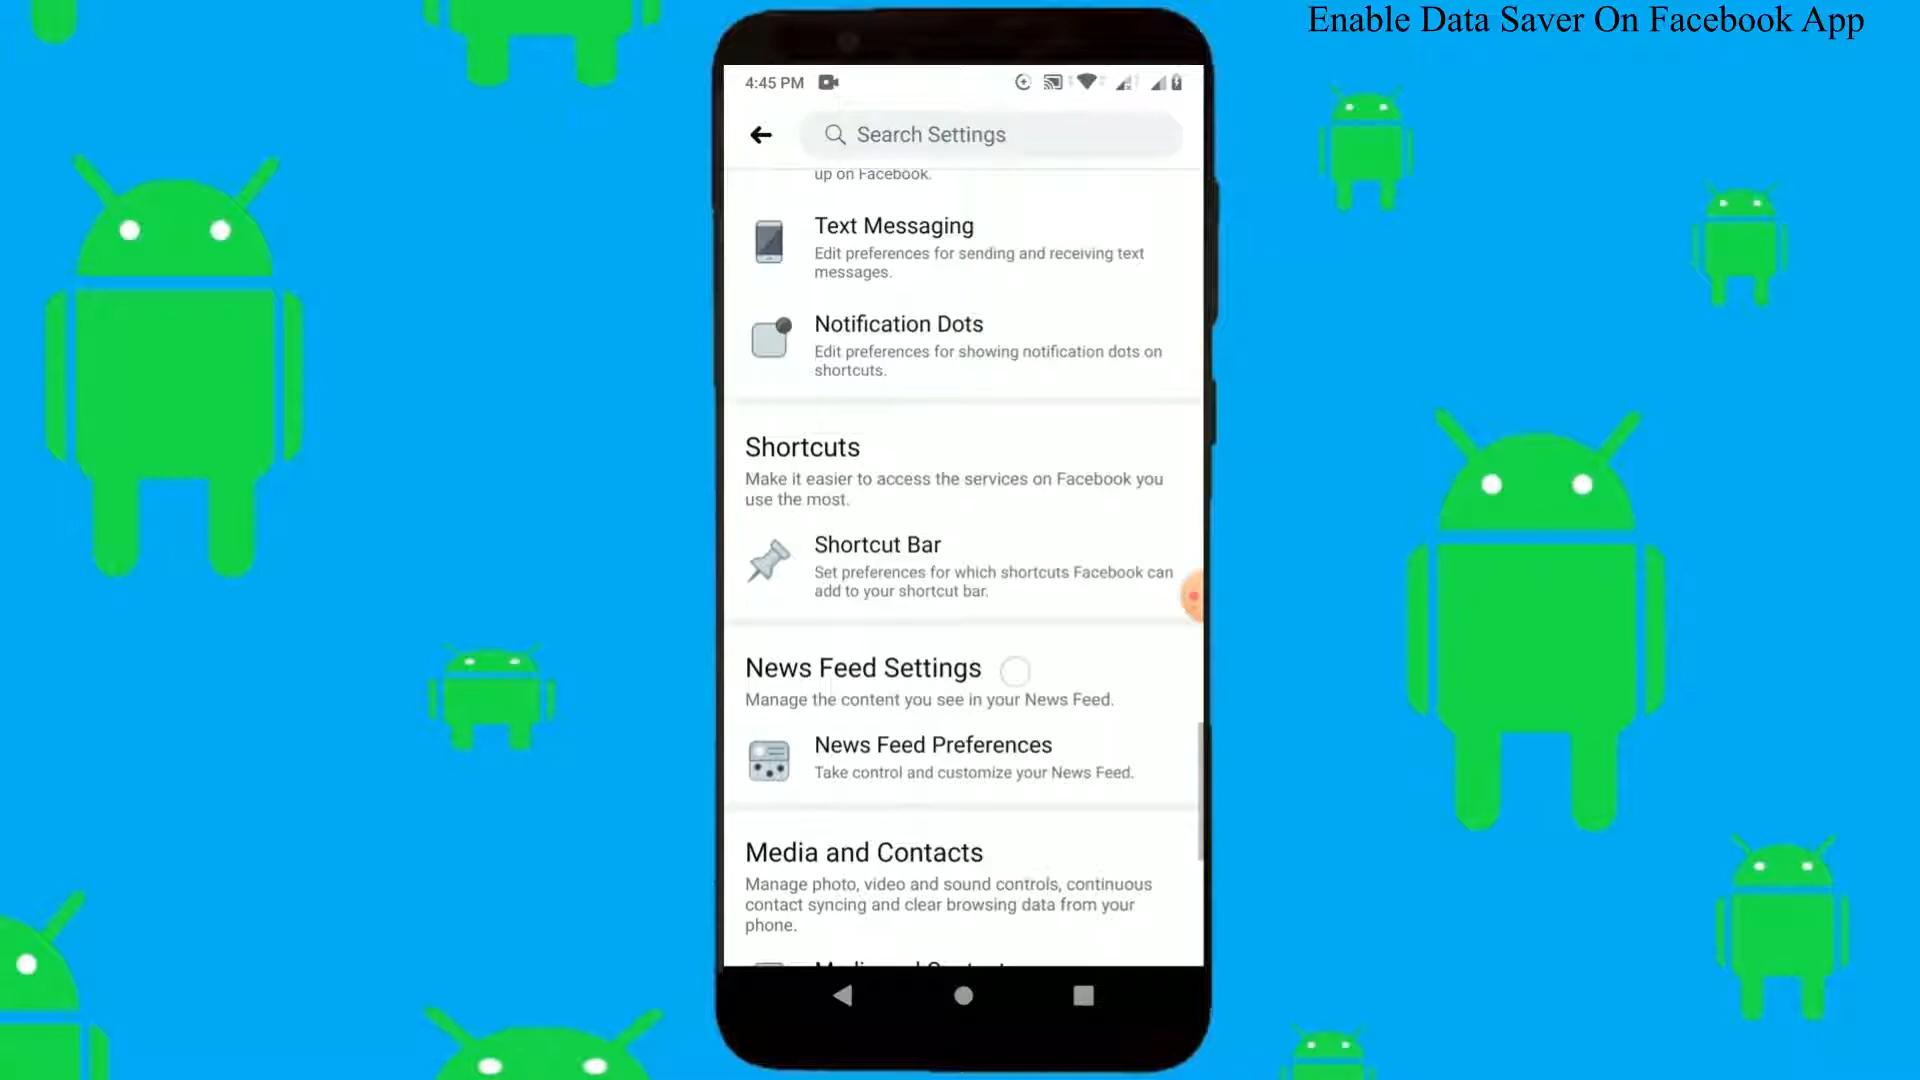 Enable Data Saver On Facebook App
4:45 PM
Search Settings
up on Facebook.
Text Messaging
Edit preferences for sending and receiving text
messages.
Notification Dots
Edit preferences for showing notification dots on
shortcuts.
Shortcuts
Make it easier to access the services on Facebook you
use the most.
Shortcut Bar
Set preferences for which shortcuts Facebook can
add to your shortcut bar.
News Feed Settings
Manage the content you see in your News Feed.
News Feed Preferences
Take control and customize your News Feed.
Media and Contacts
Manage photo, video and sound controls, continuous
contact syncing and clear browsing data from your
phone.